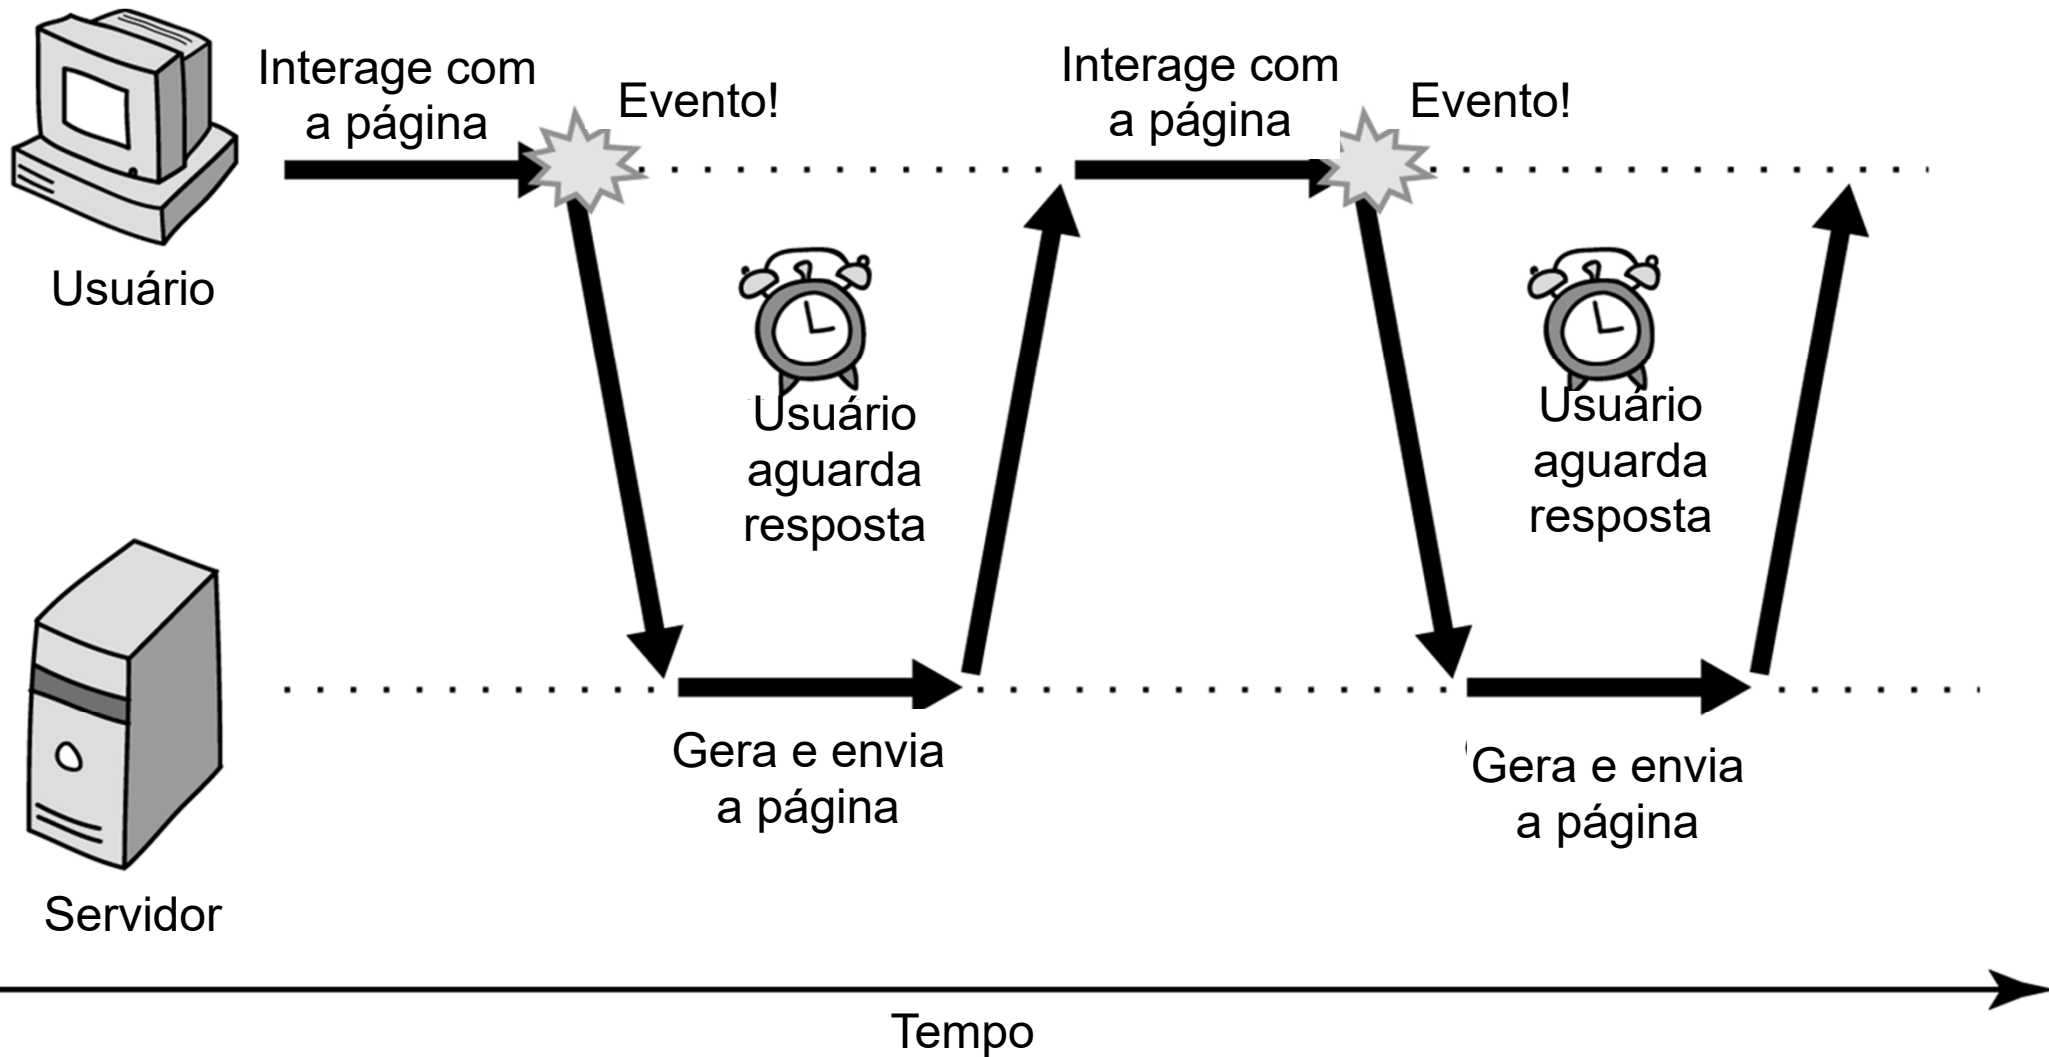 Interage com
a página
Evento!
Interage com
a página
Evento!
Usuário
Usuário
aguarda
resposta
Usuário
aguarda
resposta
Gera e envia
a página
Gera e envia
a página
Servidor
Tempo